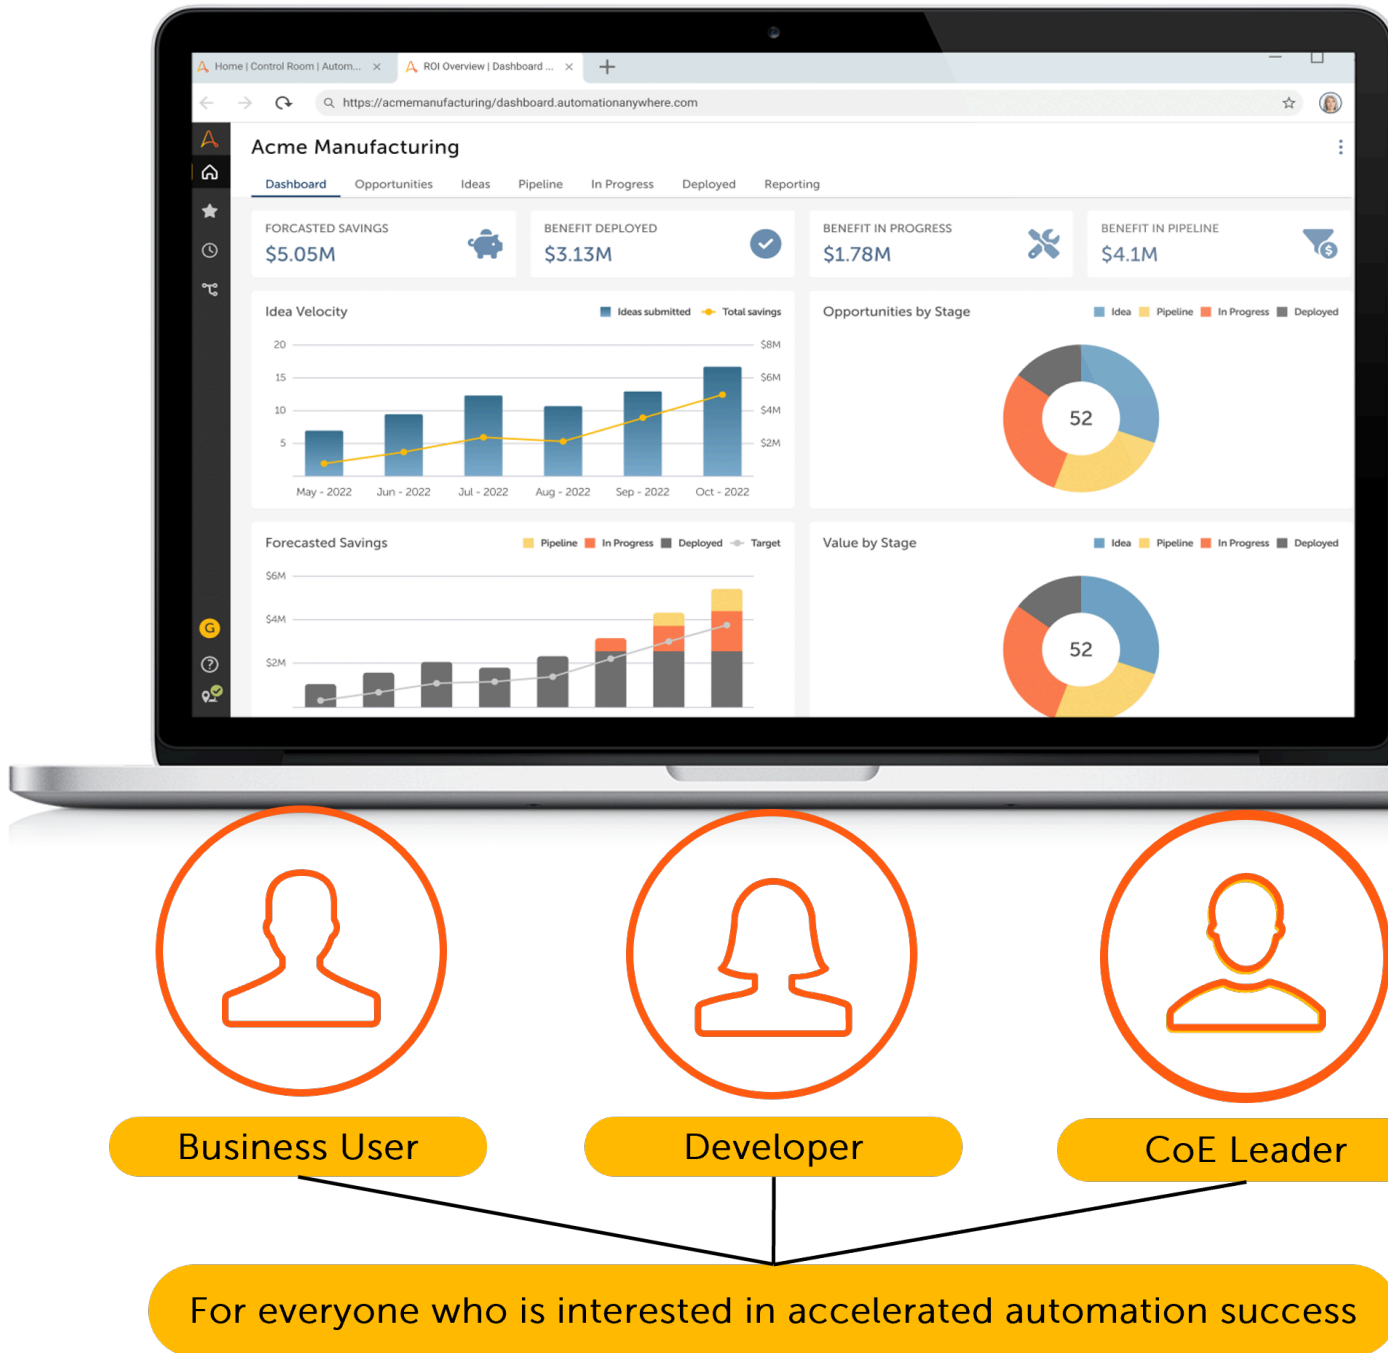 Home | Control Room | Autom...
ROI Overview | Dashboard ...
https://acmemanufacturing/dashboard.automationanywhere.com
Acme Manufacturing
Dashboard Opportunities Ideas Pipeline In Progress Deployed Reporting
FORCASTED SAVINGS
$5.05M
BENEFIT DEPLOYED
$3.13M
BENEFIT IN PROGRESS
$1.78M
BENEFIT IN PIPELINE
$4.1M
Idea Velocity
Ideas submitted Total savings
20 $8M
15 $6M
10 $4M
5 $2M
May - 2022 Jun - 2022 Jul - 2022 Aug - 2022 Sep - 2022 Oct - 2022
Opportunities by Stage
Idea Pipeline In Progress Deployed
52
Forecasted Savings
Pipeline In Progress Deployed Target
$6M
$4M
$2M
Value by Stage
Idea Pipeline In Progress Deployed
52
G
Business User
Developer
CoE Leader
For everyone who is interested in accelerated automation success